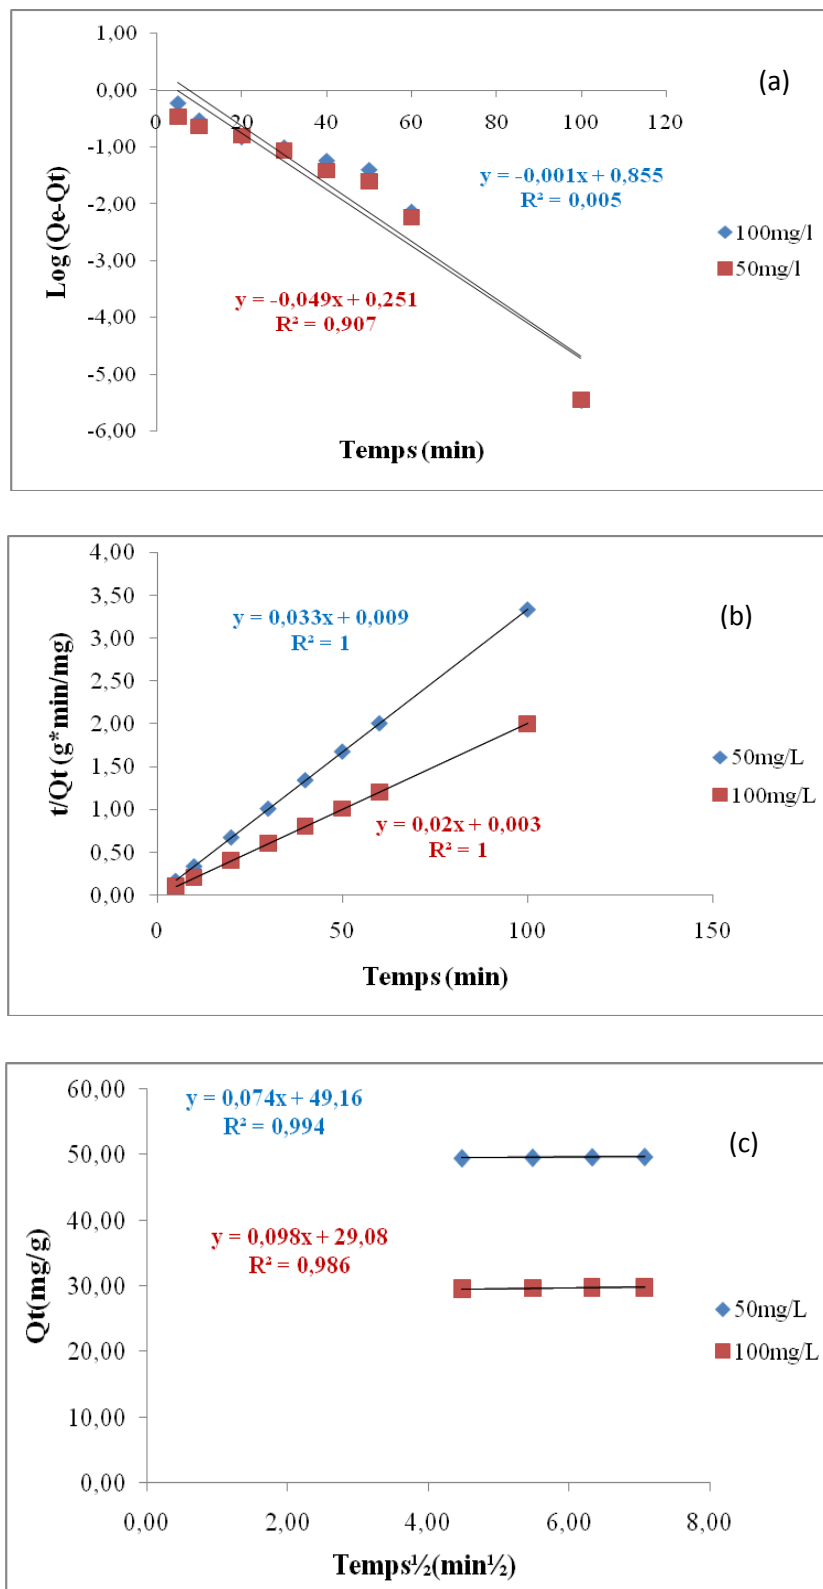 1,00
0,00
-1,00
-2,00
-3,00
-4,00
-5,00
-6,00
0 20 40 60 80 100 120
Log (Qe-Qt)
Temps (min)
(a)
y = -0,001x + 0,855
R² = 0,005
y = -0,049x + 0,251
R² = 0,907
100mg/l
50mg/l
4,00
3,50
3,00
2,50
2,00
1,50
1,00
0,50
0,00
0 50 100 150
t/Qt (g*min/mg)
Temps (min)
(b)
y = 0,033x + 0,009
R² = 1
y = 0,02x + 0,003
R² = 1
50mg/L
100mg/L
60,00
50,00
40,00
30,00
20,00
10,00
0,00
0,00 2,00 4,00 6,00 8,00
Qt(mg/g)
Temps½(min½)
(c)
y = 0,074x + 49,16
R² = 0,994
y = 0,098x + 29,08
R² = 0,986
50mg/L
100mg/L